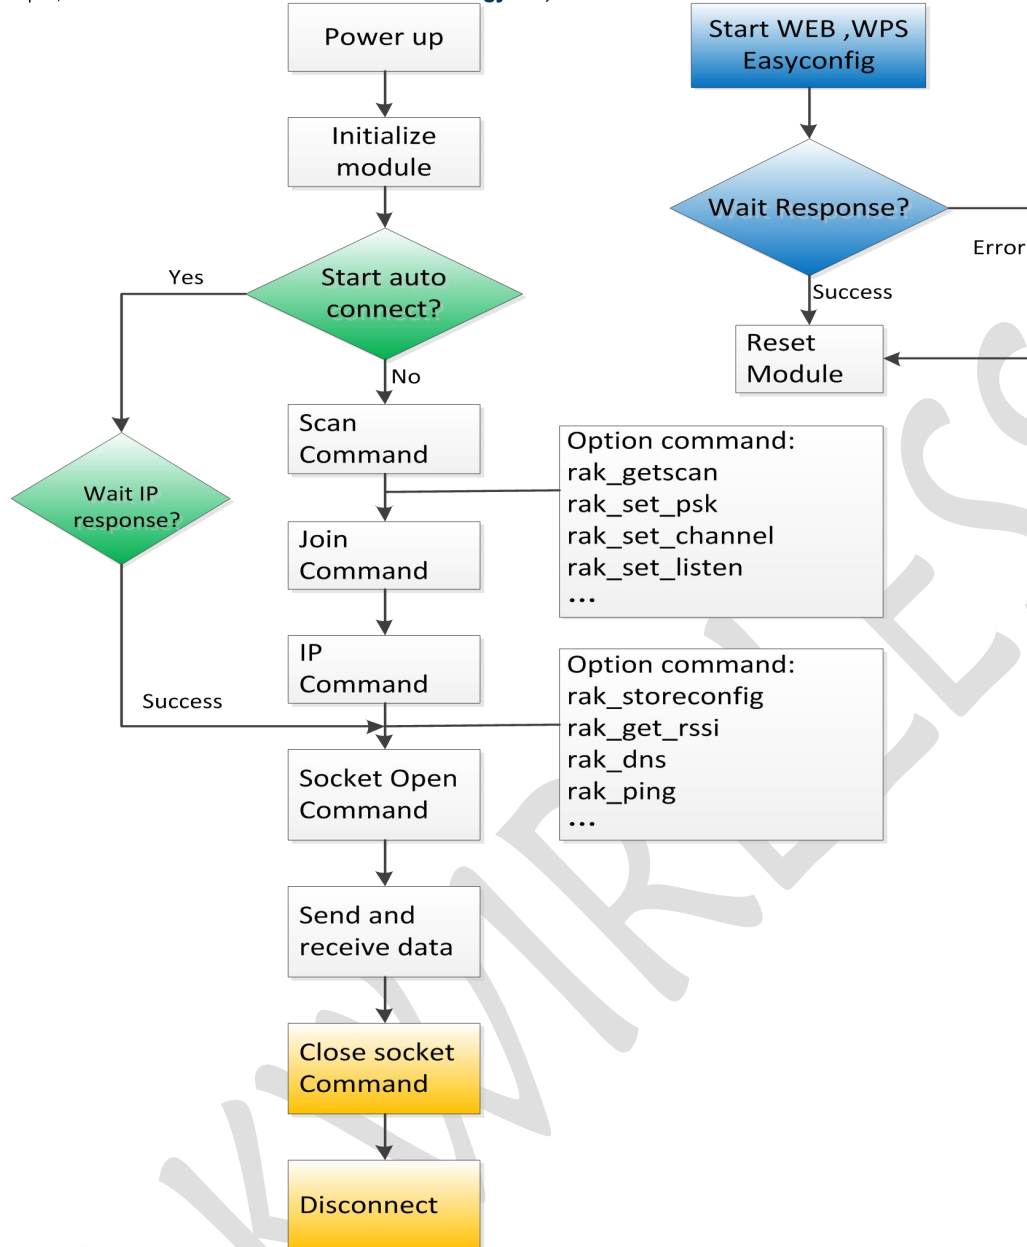 Power up
Initialize
module
Start auto
connect?
Yes
No
Wait IP
response?
Scan
Command
Join
Command
IP
Command
Success
Socket Open
Command
Send and
receive data
Close socket
Command
Disconnect
Start WEB ,WPS
Easyconfig
Wait Response?
Error
Success
Reset
Module
Option command:
rak_getscan
rak_set_psk
rak_set_channel
rak_set_listen
...
Option command:
rak_storeconfig
rak_get_rssi
rak_dns
rak_ping
...
KWIRELESS